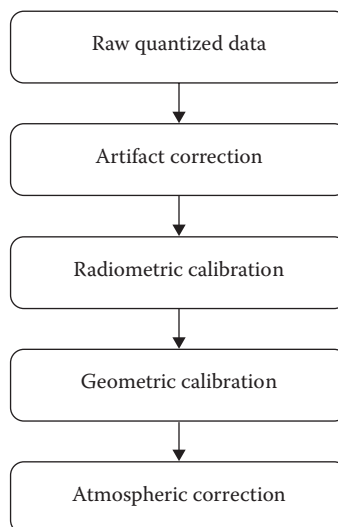 Raw quantized data
Artifact correction
Radiometric calibration
Geometric calibration
Atmospheric correction